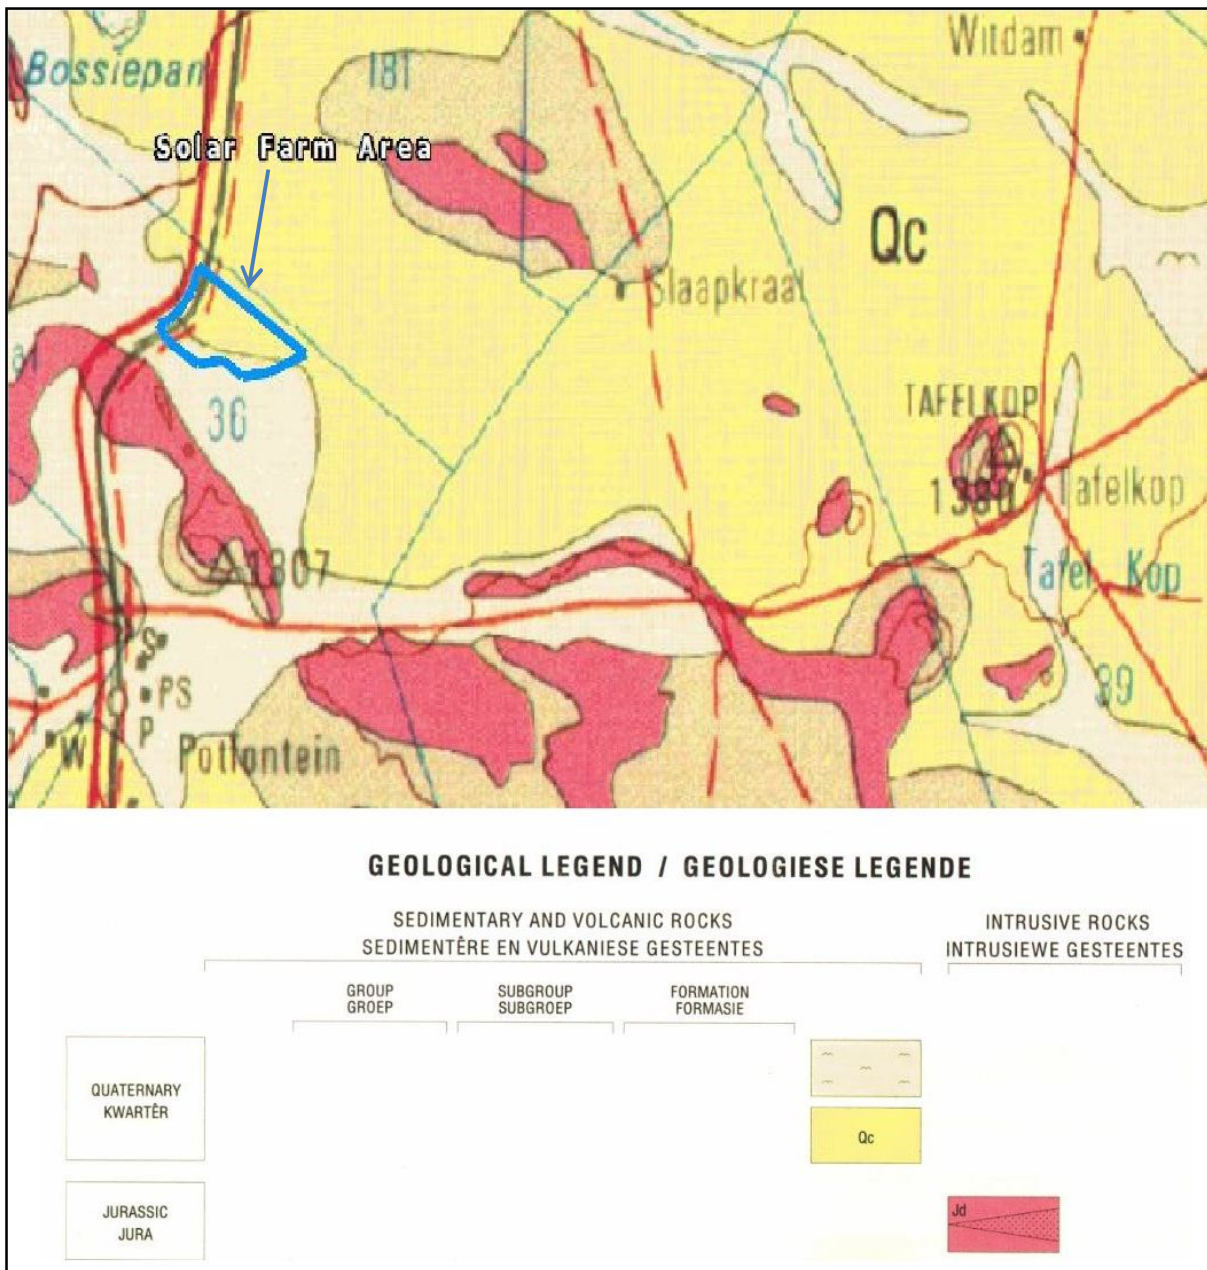 Witdam
Bossiepan
181
Solar Farm Area
Qc
Slaapkraal
36
TAFELKOP
1380
Tafelkop
1307
Tafel Kop
S
PS
39
W
P
Potfontein
GEOLOGICAL LEGEND / GEOLOGIESE LEGENDE
SEDIMENTARY AND VOLCANIC ROCKS
SEDIMENTÊRE EN VULKANIESE GESTEENTES
INTRUSIVE ROCKS
INTRUSIEWE GESTEENTES
GROUP
GROEP
SUBGROUP
SUBGROEP
FORMATION
FORMASIE
QUATERNARY
KWARTÊR
Qc
JURASSIC
JURA
Jd